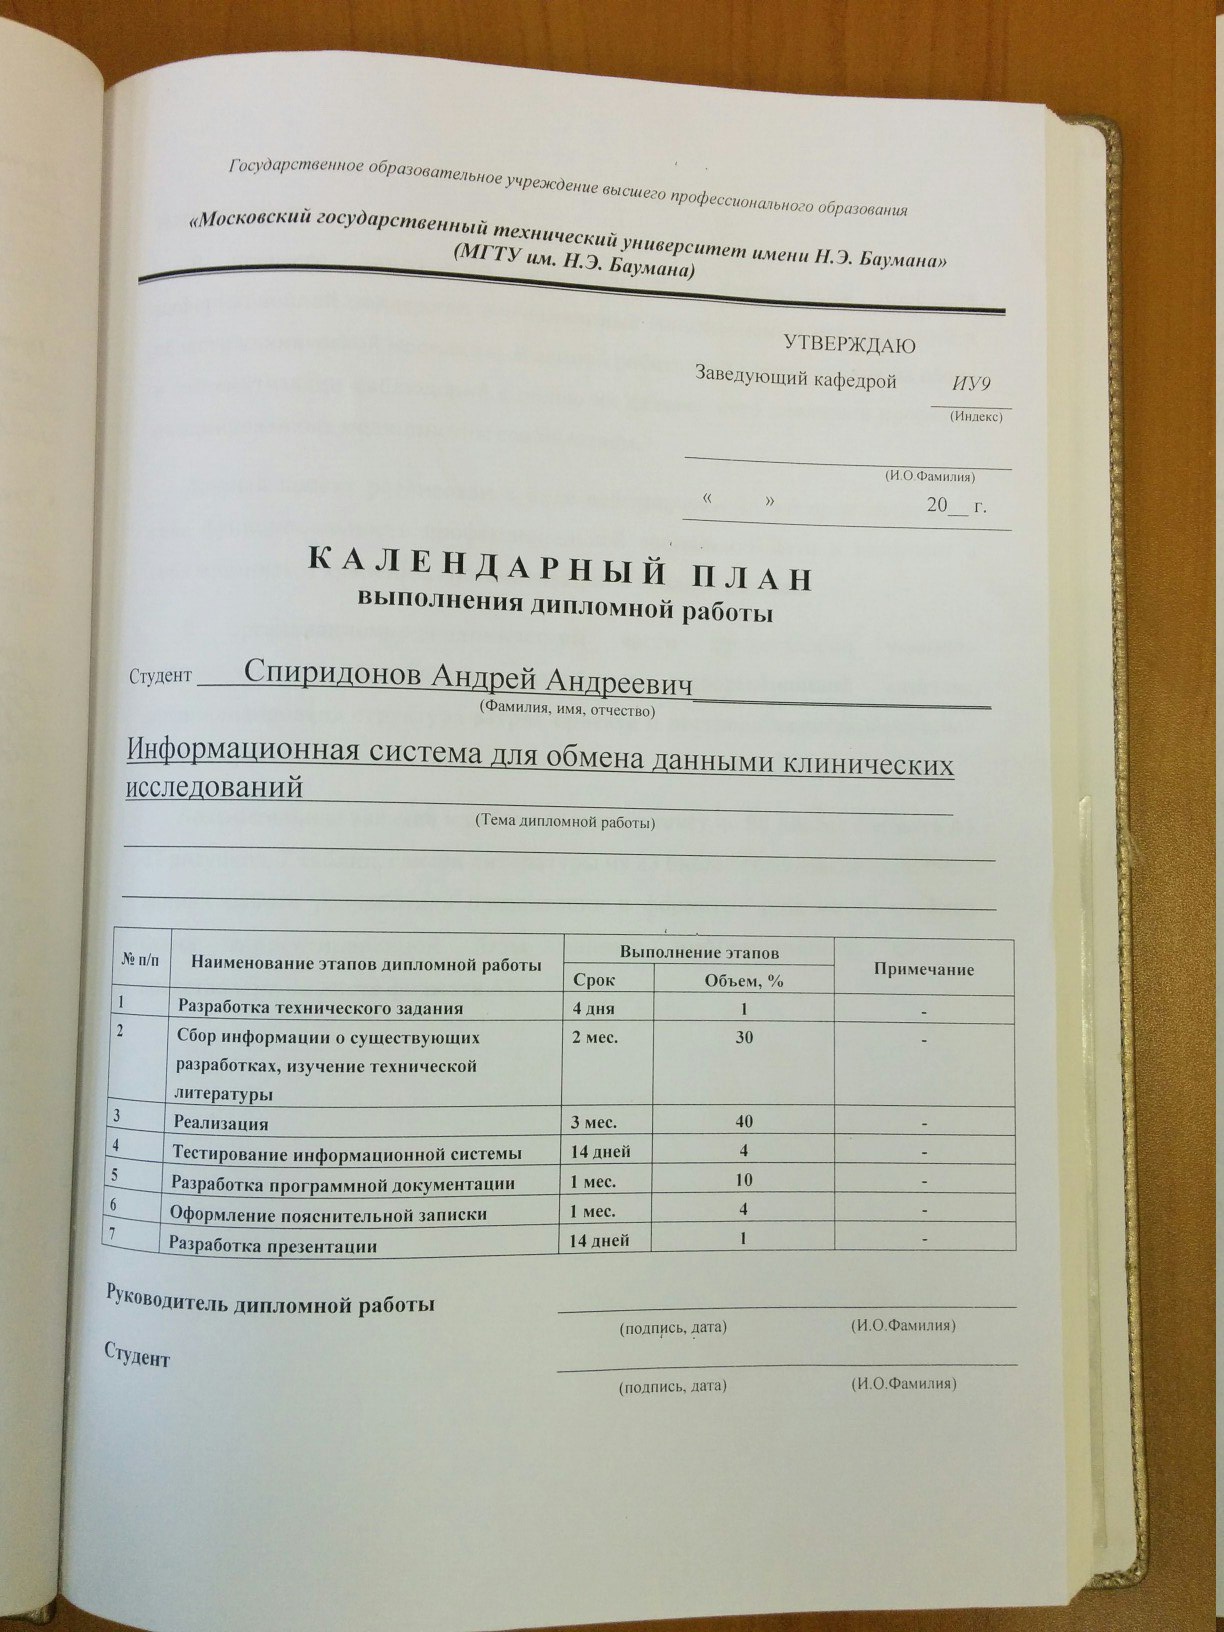 Государственное образовательное учреждение высшего профессионального образования
«Московский государственный технический университет имени Н.Э. Баумана»
(МГТУ им. Н.Э. Баумана)
УТВЕРЖДАЮ
Заведующий кафедрой ИУ9
(Индекс)
(И.О.Фамилия)
« » 20__ г.
КАЛЕНДАРНЫЙ ПЛАН
выполнения дипломной работы
Студент Спиридонов Андрей Андреевич
(Фамилия, имя, отчество)
Информационная система для обмена данными клинических
исследований
(Тема дипломной работы)
№ п/п Наименование этапов дипломной работы Выполнение этапов Примечание
Срок Объем, %
1 Разработка технического задания 4 дня 1 -
2 Сбор информации о существующих 2 мес. 30 -
разработках, изучение технической
литературы
3 Реализация 3 мес. 40 -
4 Тестирование информационной системы 14 дней 4 -
5 Разработка программной документации 1 мес. 10 -
6 Оформление пояснительной записки 1 мес. 4 -
7 Разработка презентации 14 дней 1 -
Руководитель дипломной работы
(подпись, дата) (И.О.Фамилия)
Студент
(подпись, дата) (И.О.Фамилия)